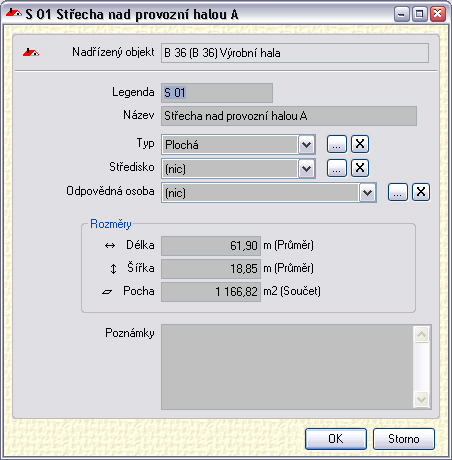 S 01 Střecha nad provozní halou A
Nadřízený objekt B 36 (B 36) Výrobní hala
Legenda S 01
Název Střecha nad provozní halou A
Typ Plochá ... X
Středisko (nic) ... X
Odpovědná osoba (nic) ... X
Rozměry
Délka 61,90 m (Průměr)
Šířka 18,85 m (Průměr)
Pocha 1 166,82 m2 (Součet)
Poznámky
OK Storno